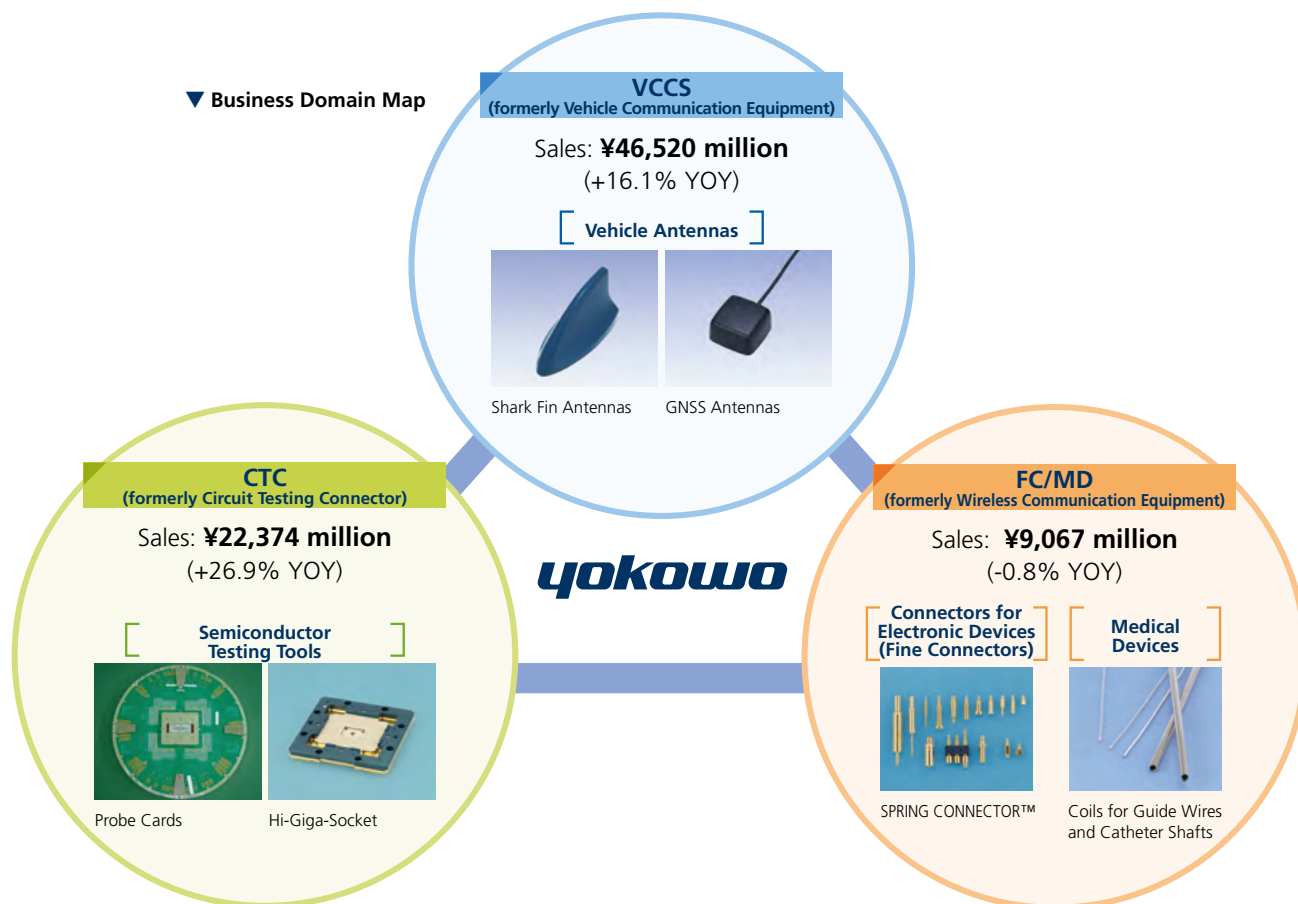 ▼ Business Domain Map
VCCS
(formerly Vehicle Communication Equipment)
Sales: ¥46,520 million
(+16.1% YOY)
Vehicle Antennas
Shark Fin Antennas
GNSS Antennas
CTC
(formerly Circuit Testing Connector)
Sales: ¥22,374 million
(+26.9% YOY)
Semiconductor
Testing Tools
Probe Cards
Hi-Giga-Socket
yokowo
FC/MD
(formerly Wireless Communication Equipment)
Sales: ¥9,067 million
(-0.8% YOY)
Connectors for
Electronic Devices
(Fine Connectors)
SPRING CONNECTOR™
Medical
Devices
Coils for Guide Wires
and Catheter Shafts